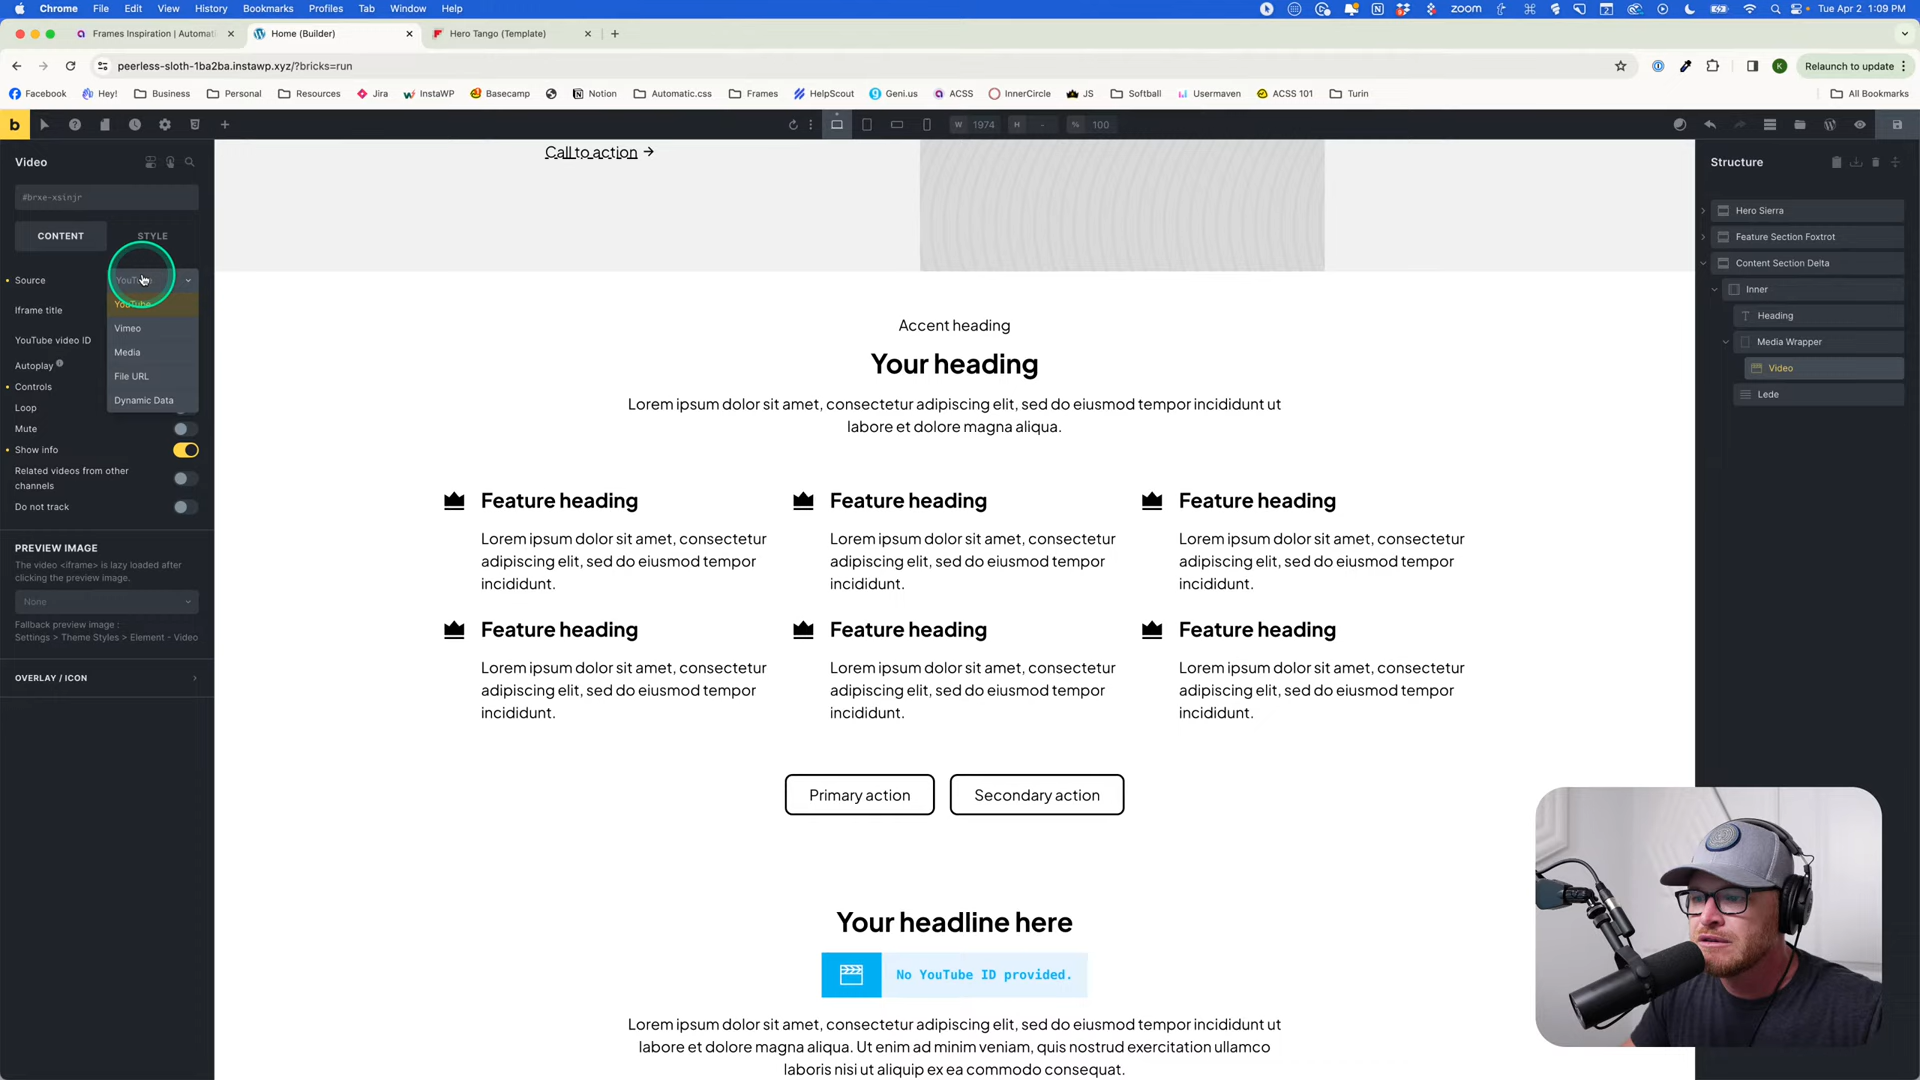 Chrome File Edit View History Bookmarks Profiles Tab Window Help
zoom
Tue Apr 2 1:09 PM
Frames Inspiration | Automati
Home (Builder)
Hero Tango (Template)
peerless-sloth-1ba2ba.instawp.xyz/?bricks=run
K
Relaunch to update
Facebook Hey! Business Personal Resources Jira InstaWP Basecamp Notion Automatic.css Frames HelpScout Geni.us ACSS InnerCircle JS Softball Usermaven ACSS 101 Turin All Bookmarks
b
W 1974 H - % 100
Video
#brxe-xsinjr
CONTENT STYLE
Source
YouTube
YouTube
Vimeo
Media
File URL
Dynamic Data
Iframe title
YouTube video ID
Autoplay
Controls
Loop
Mute
Show info
Related videos from other
channels
Do not track
PREVIEW IMAGE
The video <iframe> is lazy loaded after
clicking the preview image.
None
Fallback preview image :
Settings > Theme Styles > Element - Video
OVERLAY / ICON
Call to action →
Accent heading
Your heading
Lorem ipsum dolor sit amet, consectetur adipiscing elit, sed do eiusmod tempor incididunt ut
labore et dolore magna aliqua.
Feature heading
Lorem ipsum dolor sit amet, consectetur
adipiscing elit, sed do eiusmod tempor
incididunt.
Feature heading
Lorem ipsum dolor sit amet, consectetur
adipiscing elit, sed do eiusmod tempor
incididunt.
Feature heading
Lorem ipsum dolor sit amet, consectetur
adipiscing elit, sed do eiusmod tempor
incididunt.
Feature heading
Lorem ipsum dolor sit amet, consectetur
adipiscing elit, sed do eiusmod tempor
incididunt.
Feature heading
Lorem ipsum dolor sit amet, consectetur
adipiscing elit, sed do eiusmod tempor
incididunt.
Feature heading
Lorem ipsum dolor sit amet, consectetur
adipiscing elit, sed do eiusmod tempor
incididunt.
Primary action
Secondary action
Your headline here
No YouTube ID provided.
Lorem ipsum dolor sit amet, consectetur adipiscing elit, sed do eiusmod tempor incididunt ut
labore et dolore magna aliqua. Ut enim ad minim veniam, quis nostrud exercitation ullamco
laboris nisi ut aliquip ex ea commodo consequat.
Structure
Hero Sierra
Feature Section Foxtrot
Content Section Delta
Inner
Heading
Media Wrapper
Video
Lede